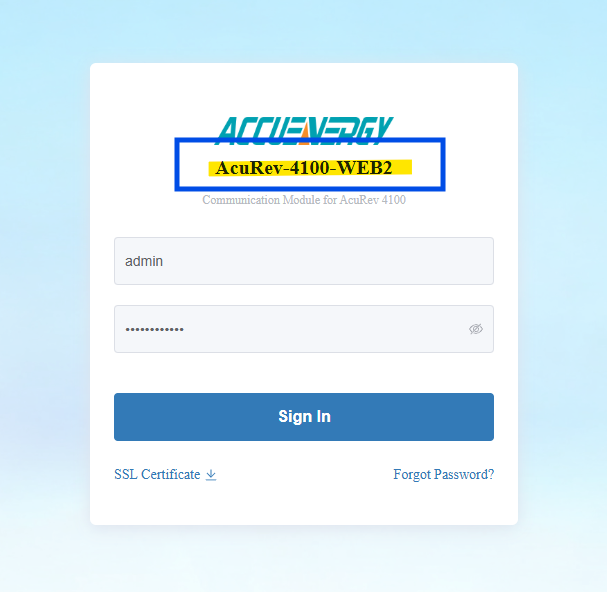 ACCUENERGY
AcuRev-4100-WEB2
Communication Module for AcuRev 4100
admin
••••••••••••
Sign In
SSL Certificate
Forgot Password?